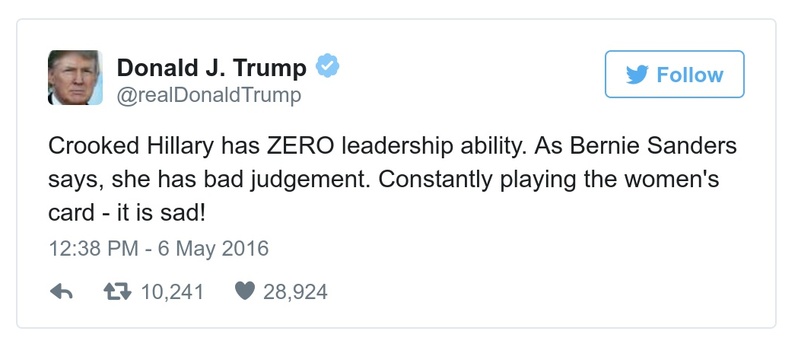 Donald J. Trump
@realDonaldTrump
Follow
Crooked Hillary has ZERO leadership ability. As Bernie Sanders
says, she has bad judgement. Constantly playing the women's
card - it is sad!
12:38 PM - 6 May 2016
10,241 28,924